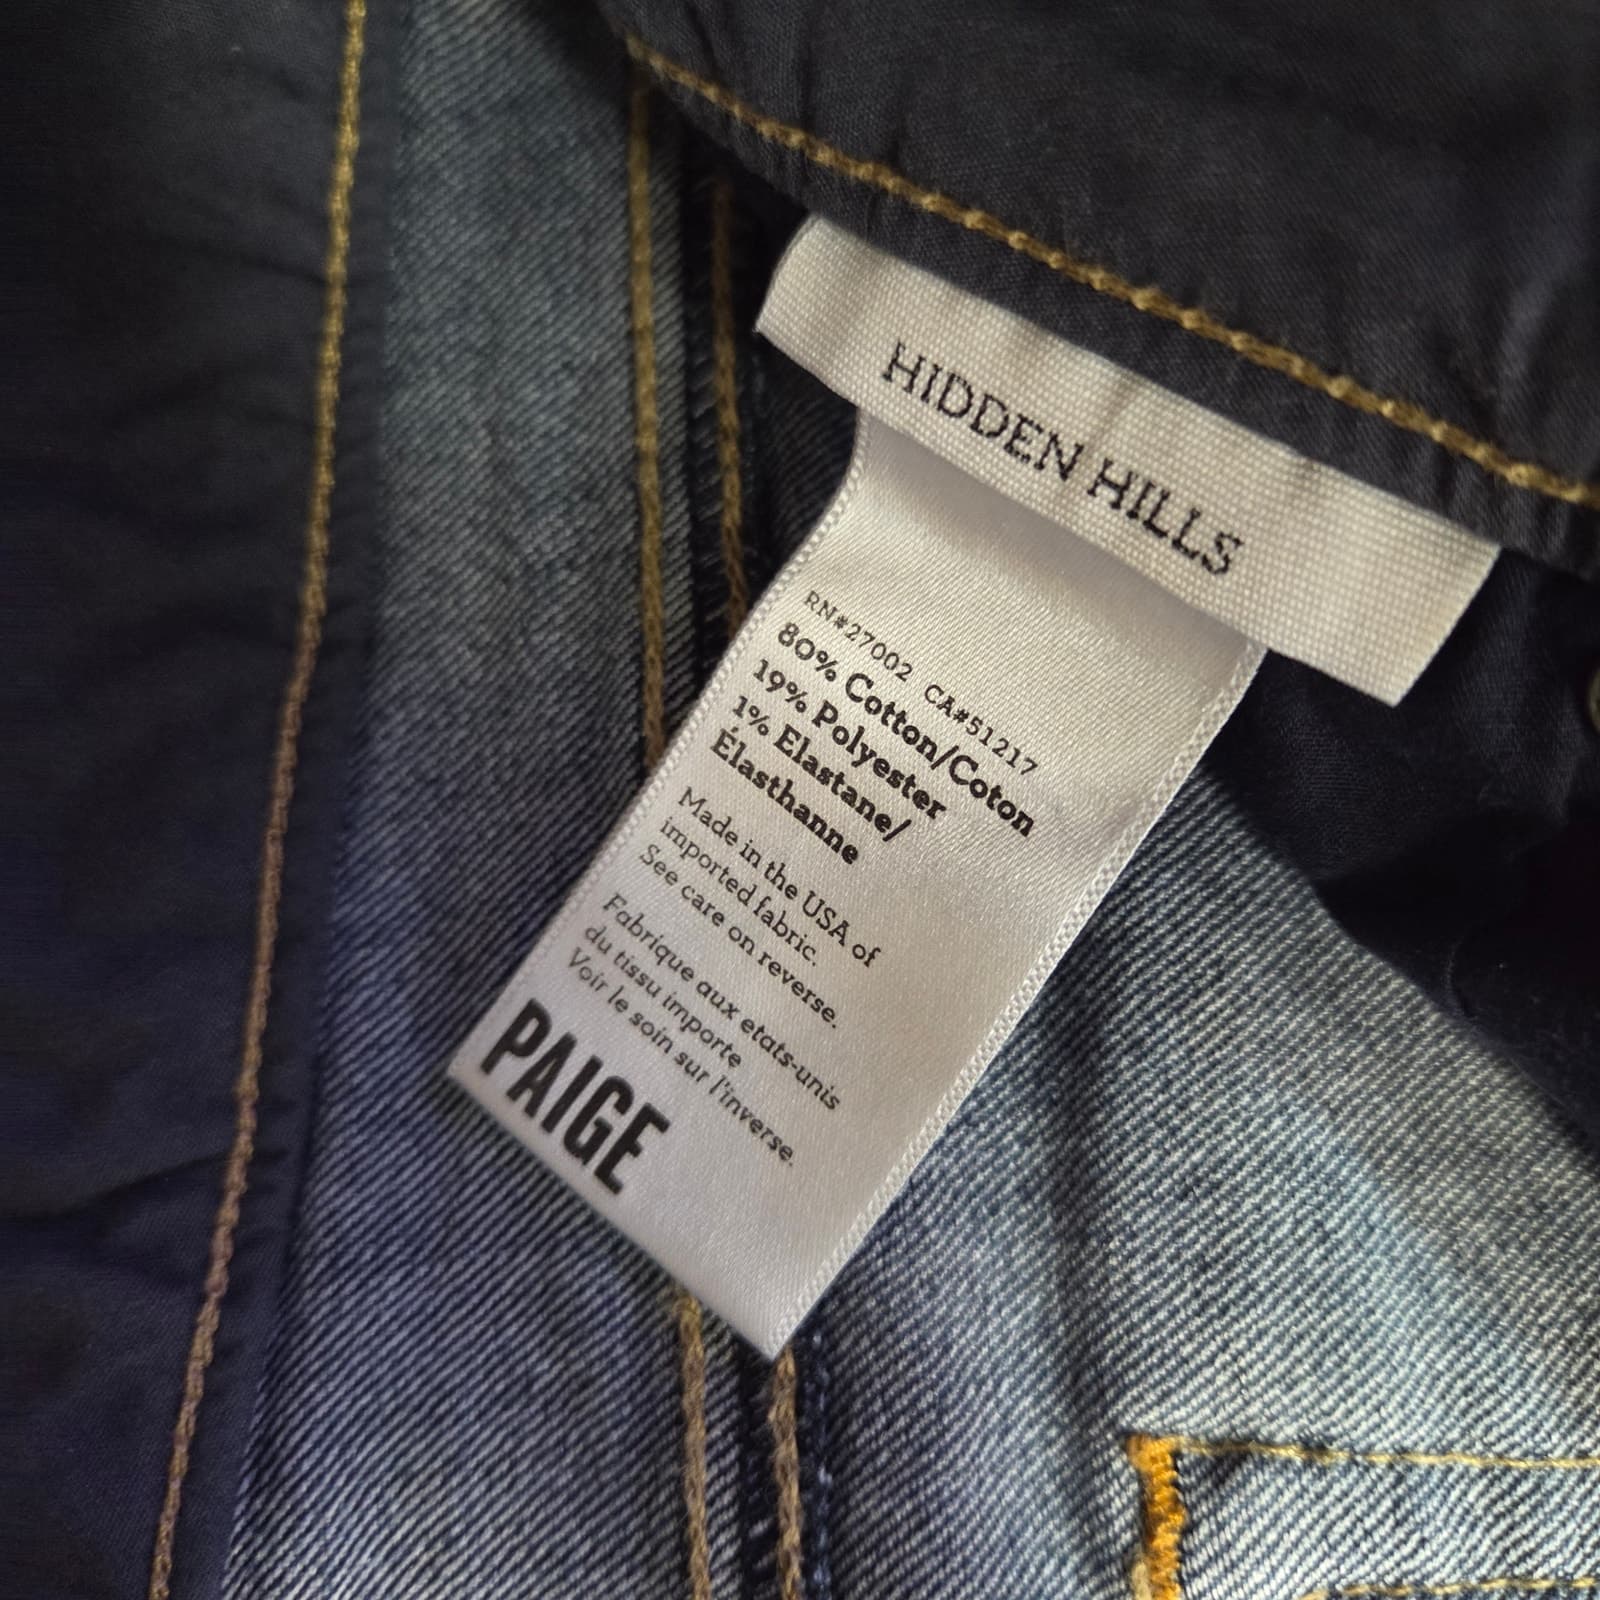 HIDDEN HILLS
RN#27002 CA#51217
80% Cotton/Coton
19% Polyester
1% Elastane/
Élasthanne
Made in the USA of
imported fabric.
See care on reverse.
Fabrique aux etats-unis
du tissu importe
Voir le soin sur l'inverse.
PAIGE